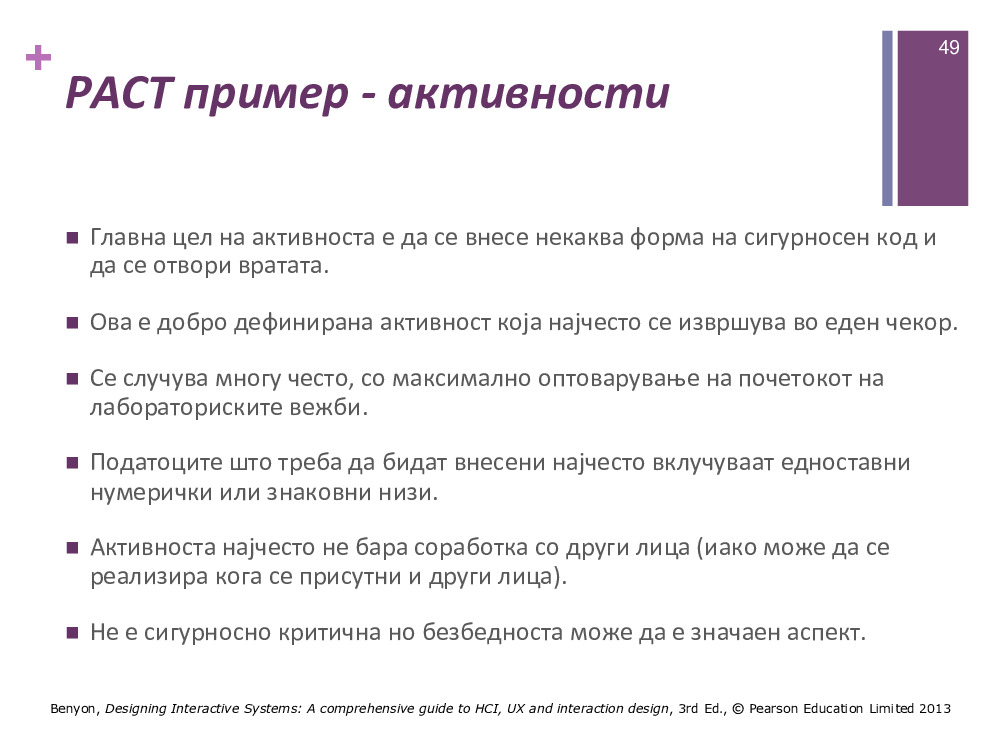 49
+
PACT пример - активности
■ Главна цел на активноста е да се внесе некаква форма на сигурносен код и
да се отвори вратата.
■ Ова е добро дефинирана активност која најчесто се извршува во еден чекор.
■ Се случува многу често, со максимално оптоварување на почетокот на
лабораториските вежби.
■ Податоците што треба да бидат внесени најчесто вклучуваат едноставни
нумерички или знаковни низи.
■ Активноста најчесто не бара соработка со други лица (иако може да се
реализира кога се присутни и други лица).
■ Не е сигурносно критична но безбедноста може да е значаен аспект.
Benyon, Designing Interactive Systems: A comprehensive guide to HCI, UX and interaction design, 3rd Ed., © Pearson Education Limited 2013